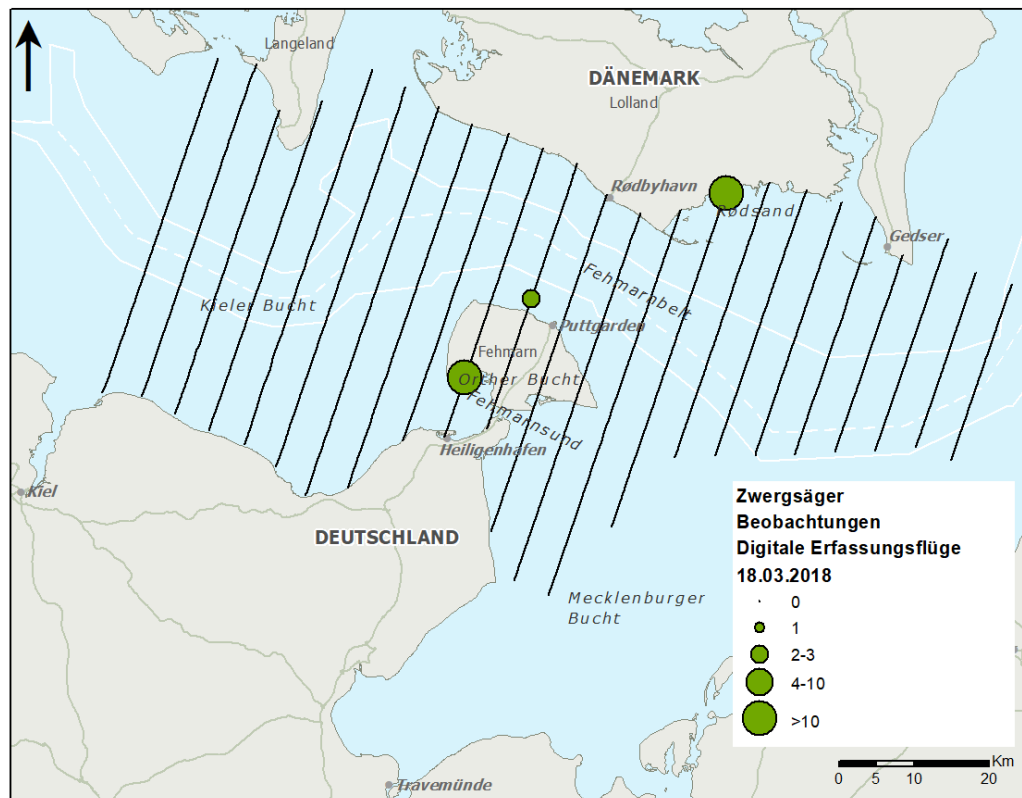 Langeland
DÄNEMARK
Lolland
Rødbyhavn
Rødsand
Gedser
Fehmarnbelt
Kieler Bucht
Puttgarden
Fehmarn
Orther Bucht
Fehmarnsund
Heiligenhafen
Kiel
DEUTSCHLAND
Mecklenburger
Bucht
Travemünde
Zwergsäger
Beobachtungen
Digitale Erfassungsflüge
18.03.2018
0
1
2-3
4-10
>10
Km
0 5 10 20